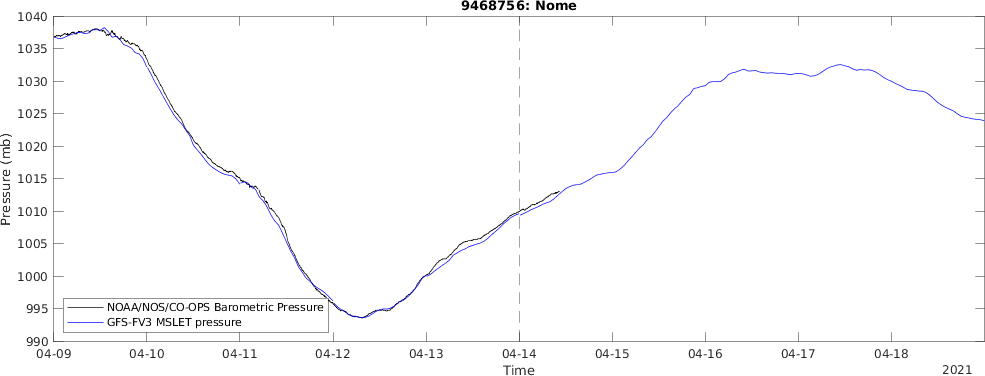 9468756: Nome
1040
1035
1030
1025
1020
1015
1010
1005
1000
995
990
Pressure (mb)
NOAA/NOS/CO-OPS Barometric Pressure
GFS-FV3 MSLET pressure
04-09 04-10 04-11 04-12 04-13 04-14 04-15 04-16 04-17 04-18
Time
2021